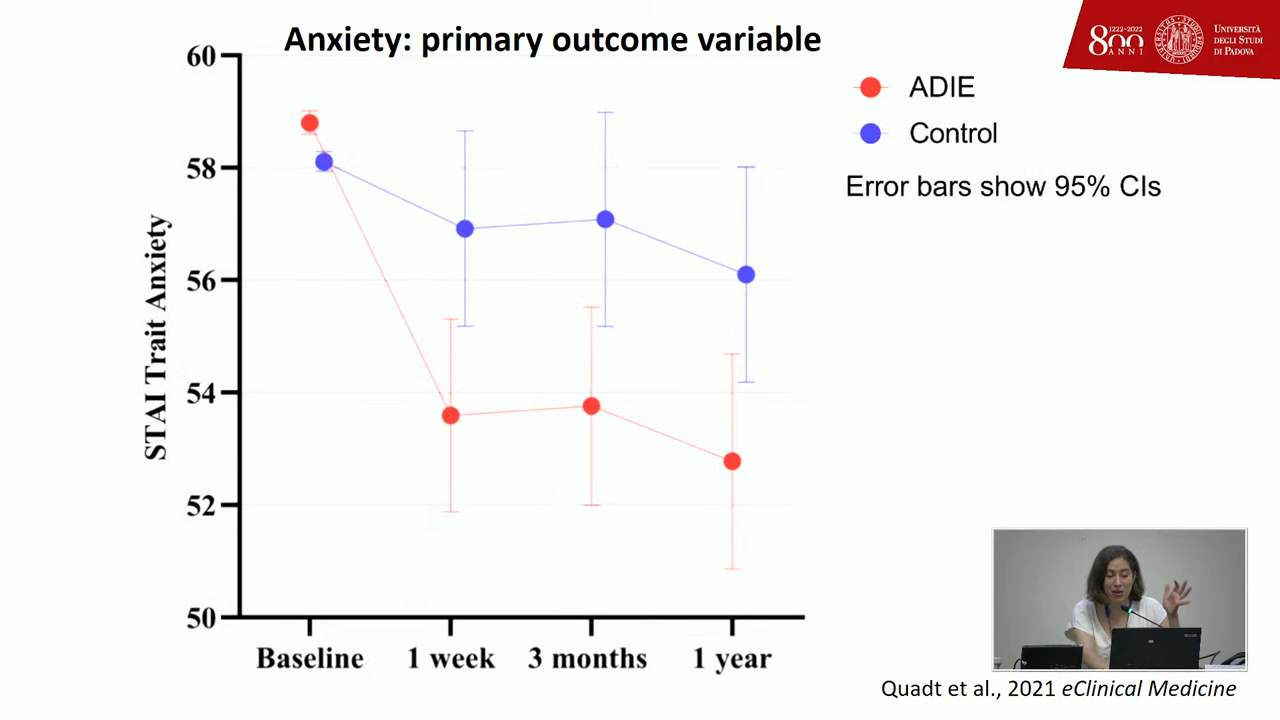 Anxiety: primary outcome variable
1222·2022
800
ANNI
UNIVERSITÀ
DEGLI STUDI
DI PADOVA
ADIE
Control
Error bars show 95% CIs
STAI Trait Anxiety
60
58
56
54
52
50
Baseline
1 week
3 months
1 year
Quadt et al., 2021 eClinical Medicine